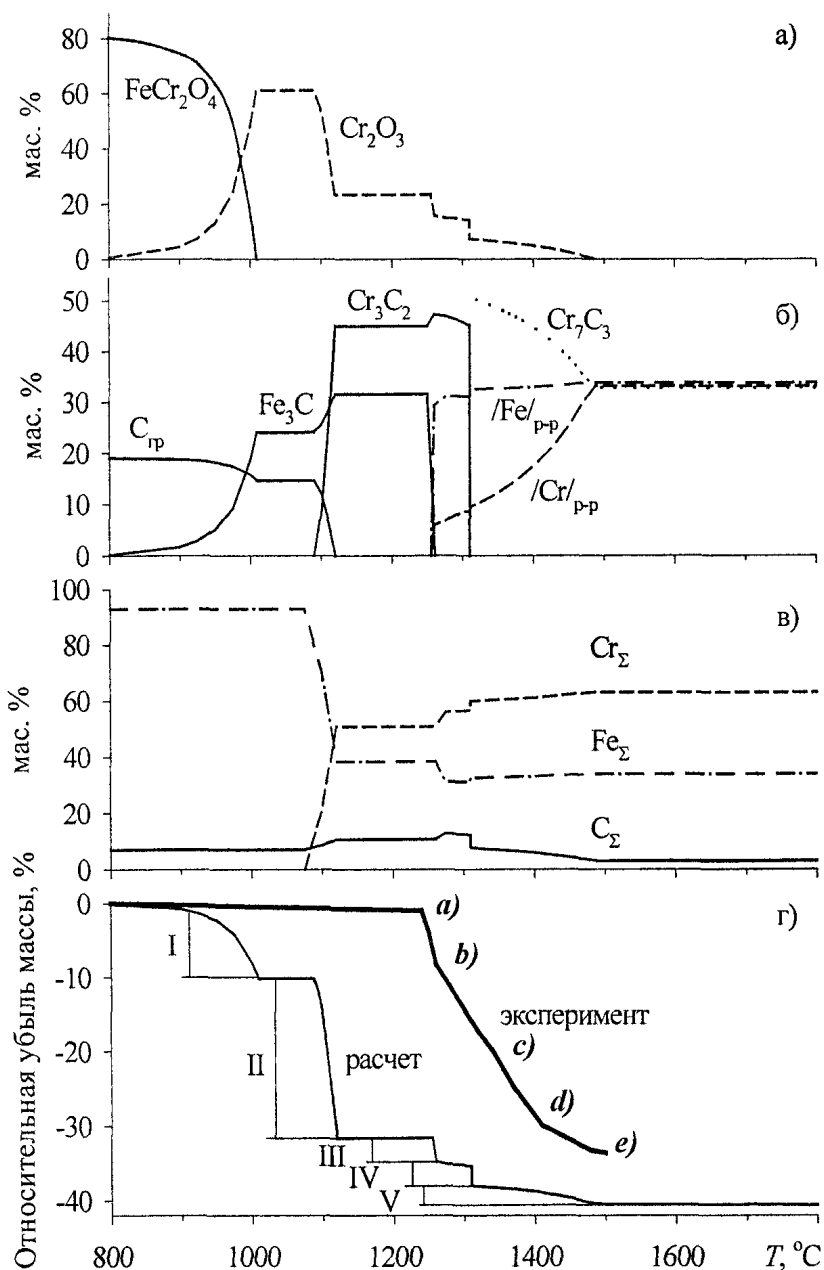 а)
80
60
40
20
0
мас. %
FeCr₂O₄
Cr₂O₃
б)
50
40
30
20
10
0
мас. %
Cгр
Fe₃C
Cr₃C₂
Cr₇C₃
/Fe/р-р
/Cr/р-р
в)
100
80
60
40
20
0
мас. %
CrΣ
FeΣ
CΣ
г)
0
-10
-20
-30
-40
Относительная убыль массы, %
I
II
III
IV
V
расчет
эксперимент
a)
b)
c)
d)
e)
800 1000 1200 1400 1600 T, °C